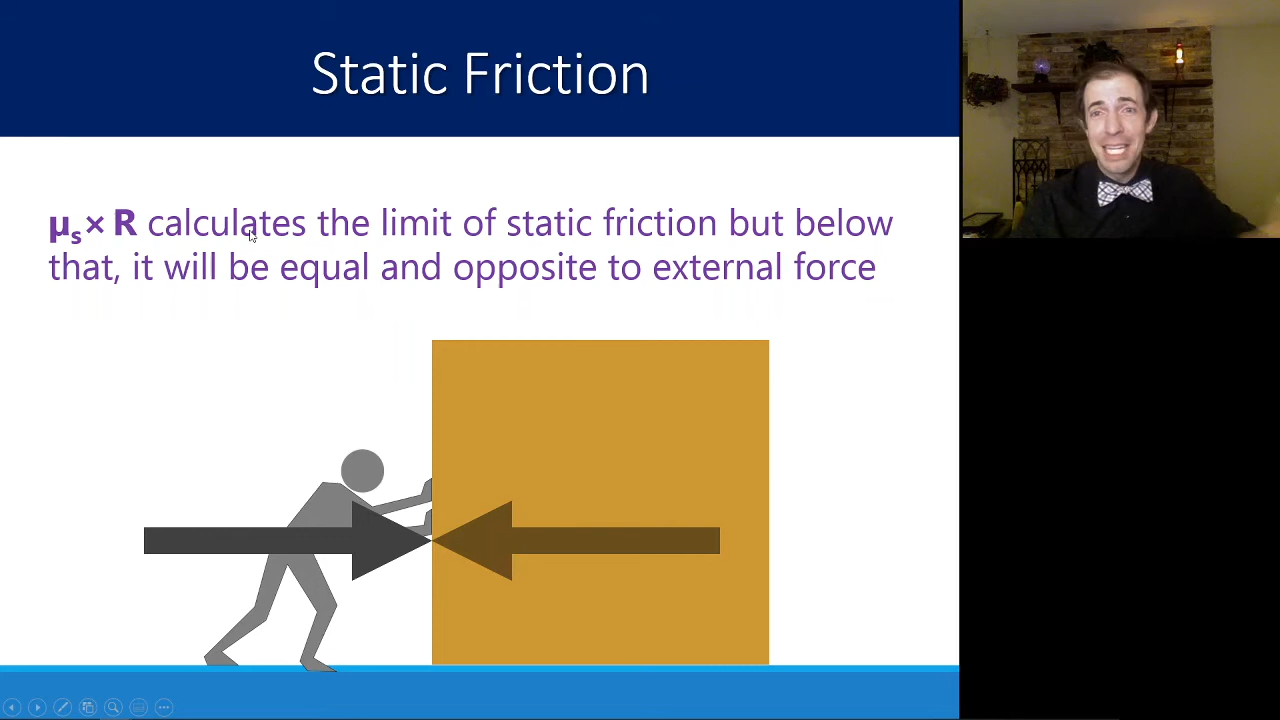 Static Friction
μs× R calculates the limit of static friction but below
that, it will be equal and opposite to external force